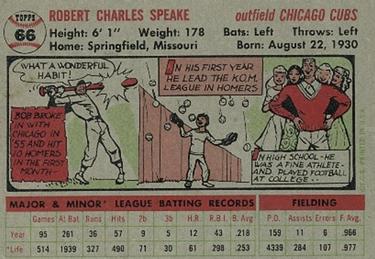 TOPPS
66
ROBERT CHARLES SPEAKE
outfield CHICAGO CUBS
Height: 6' 1" Weight: 178
Bats: Left Throws: Left
Home: Springfield, Missouri
Born: August 22, 1930
WHAT A WONDERFUL
HABIT!
BOB BROKE
IN WITH
CHICAGO IN
'55 AND HIT
10 HOMERS
IN THE FIRST
MONTH—
IN HIS FIRST YEAR
HE LEAD THE K.O.M.
LEAGUE IN HOMERS
IN HIGH SCHOOL-HE
WAS A FINE ATHLETE-
AND PLAYED FOOTBALL
AT COLLEGE--
MAJOR & MINOR* LEAGUE BATTING RECORDS
FIELDING
Games At Bat Runs Hits 2b 3b H.R. R.B.I. B. Avg.
P.O. Assists Errors F. Avg.
Year 95 261 36 57 9 5 12 43 .218
159 11 6 .966
*Life 514 1939 327 490 71 30 61 298 .253
4339 284 107 .977